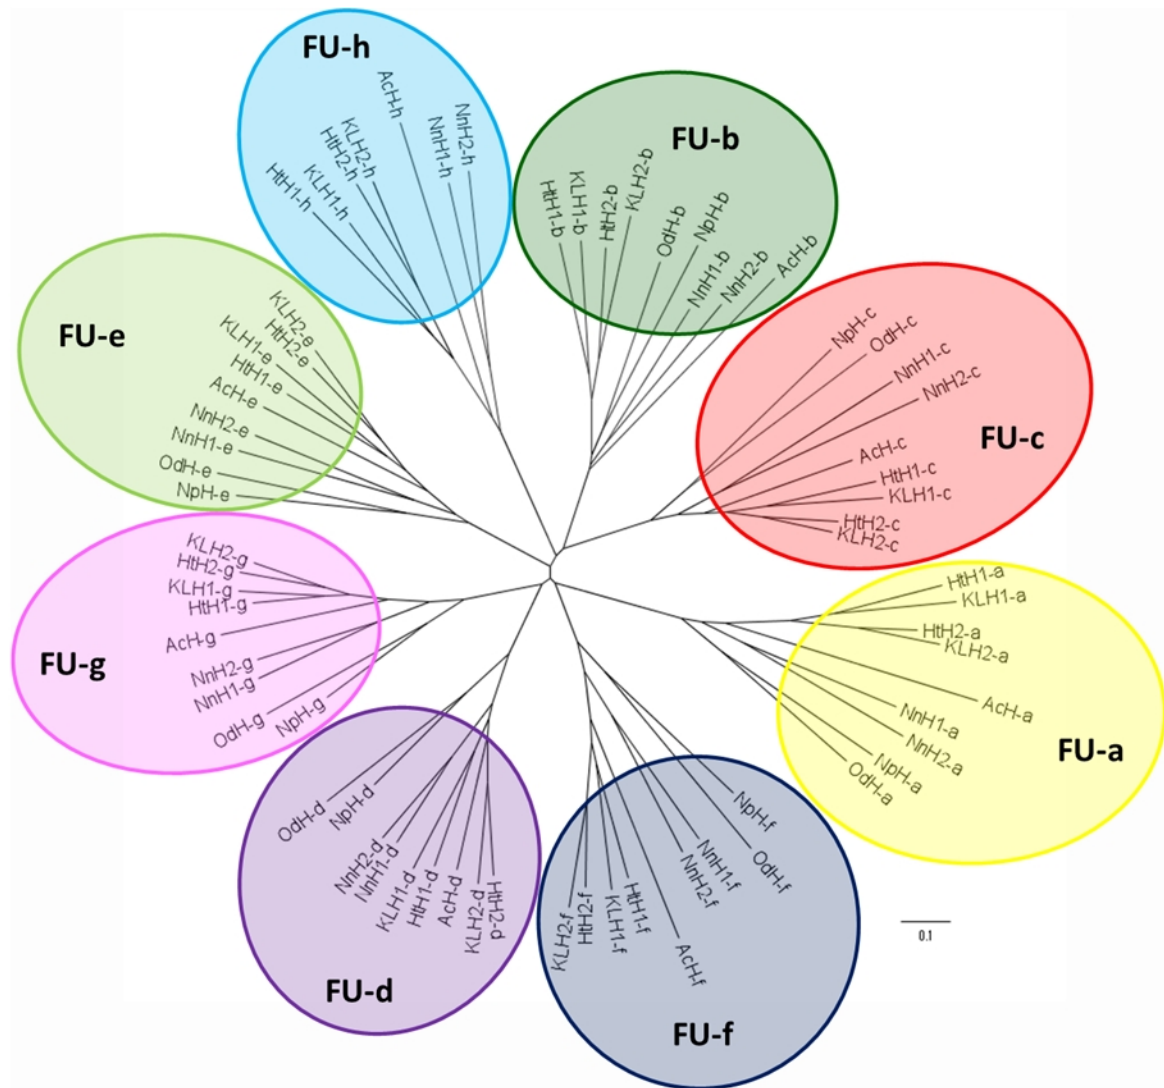 FU-h
AcH-h
NnH2-h
NnH1-h
KLH2-h
HtH2-h
KLH1-h
HtH1-h
FU-b
HtH1-b
KLH1-b
HtH2-b
KLH2-b
OdH-b
NpH-b
NnH1-b
NnH2-b
AcH-b
FU-c
NpH-c
OdH-c
NnH1-c
NnH2-c
AcH-c
HtH1-c
KLH1-c
HtH2-c
KLH2-c
FU-e
KLH2-e
HtH2-e
KLH1-e
HtH1-e
AcH-e
NnH2-e
NnH1-e
OdH-e
NpH-e
FU-g
KLH2-g
HtH2-g
KLH1-g
HtH1-g
AcH-g
NnH2-g
NnH1-g
OdH-g
NpH-g
FU-a
HtH1-a
KLH1-a
HtH2-a
KLH2-a
AcH-a
NnH1-a
NnH2-a
NpH-a
OdH-a
FU-d
OdH-d
NpH-d
NnH2-d
NnH1-d
KLH1-d
HtH1-d
AcH-d
KLH2-d
HtH2-d
FU-f
KLH2-f
HtH2-f
KLH1-f
HtH1-f
AcH-f
NnH2-f
NnH1-f
OdH-f
NpH-f
0.1